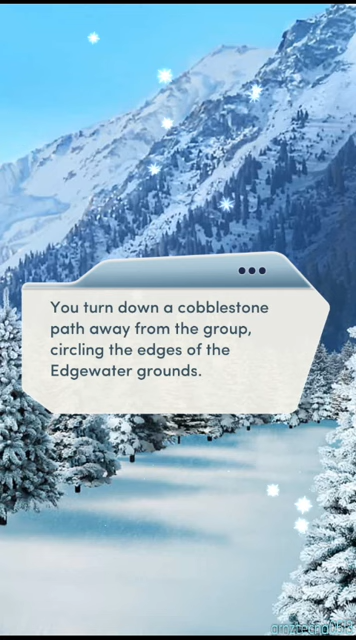 You turn down a cobblestone
path away from the group,
circling the edges of the
Edgewater grounds.